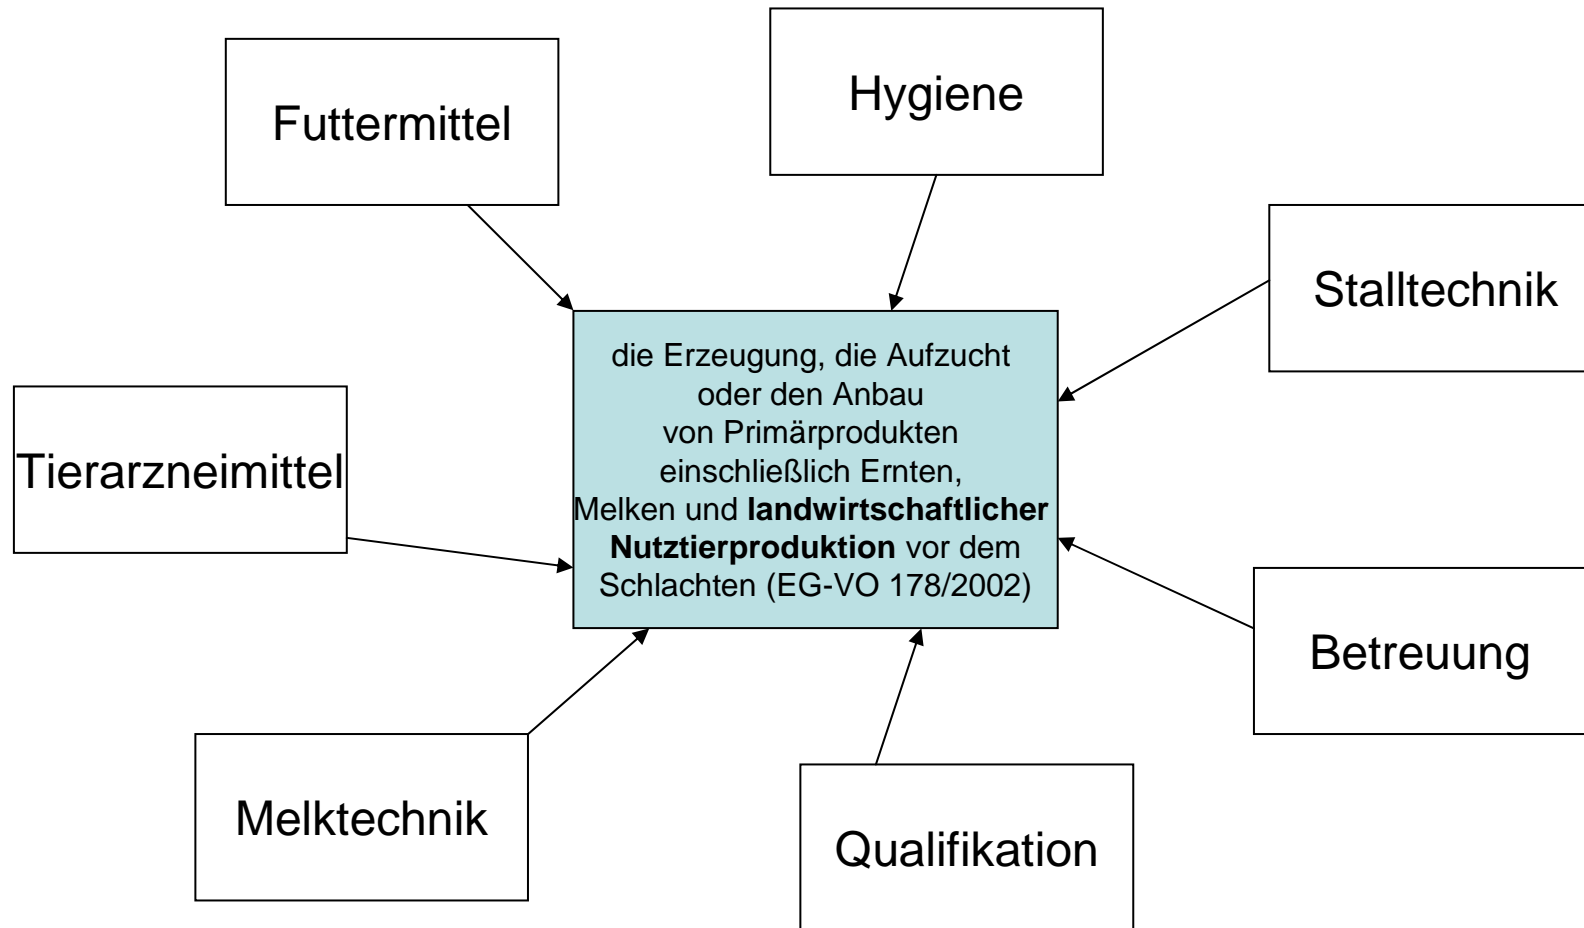 Hygiene
Futtermittel
Stalltechnik
die Erzeugung, die Aufzucht
oder den Anbau
von Primärprodukten
einschließlich Ernten,
Melken und landwirtschaftlicher
Nutztierproduktion vor dem
Schlachten (EG-VO 178/2002)
Tierarzneimittel
Betreuung
Melktechnik
Qualifikation